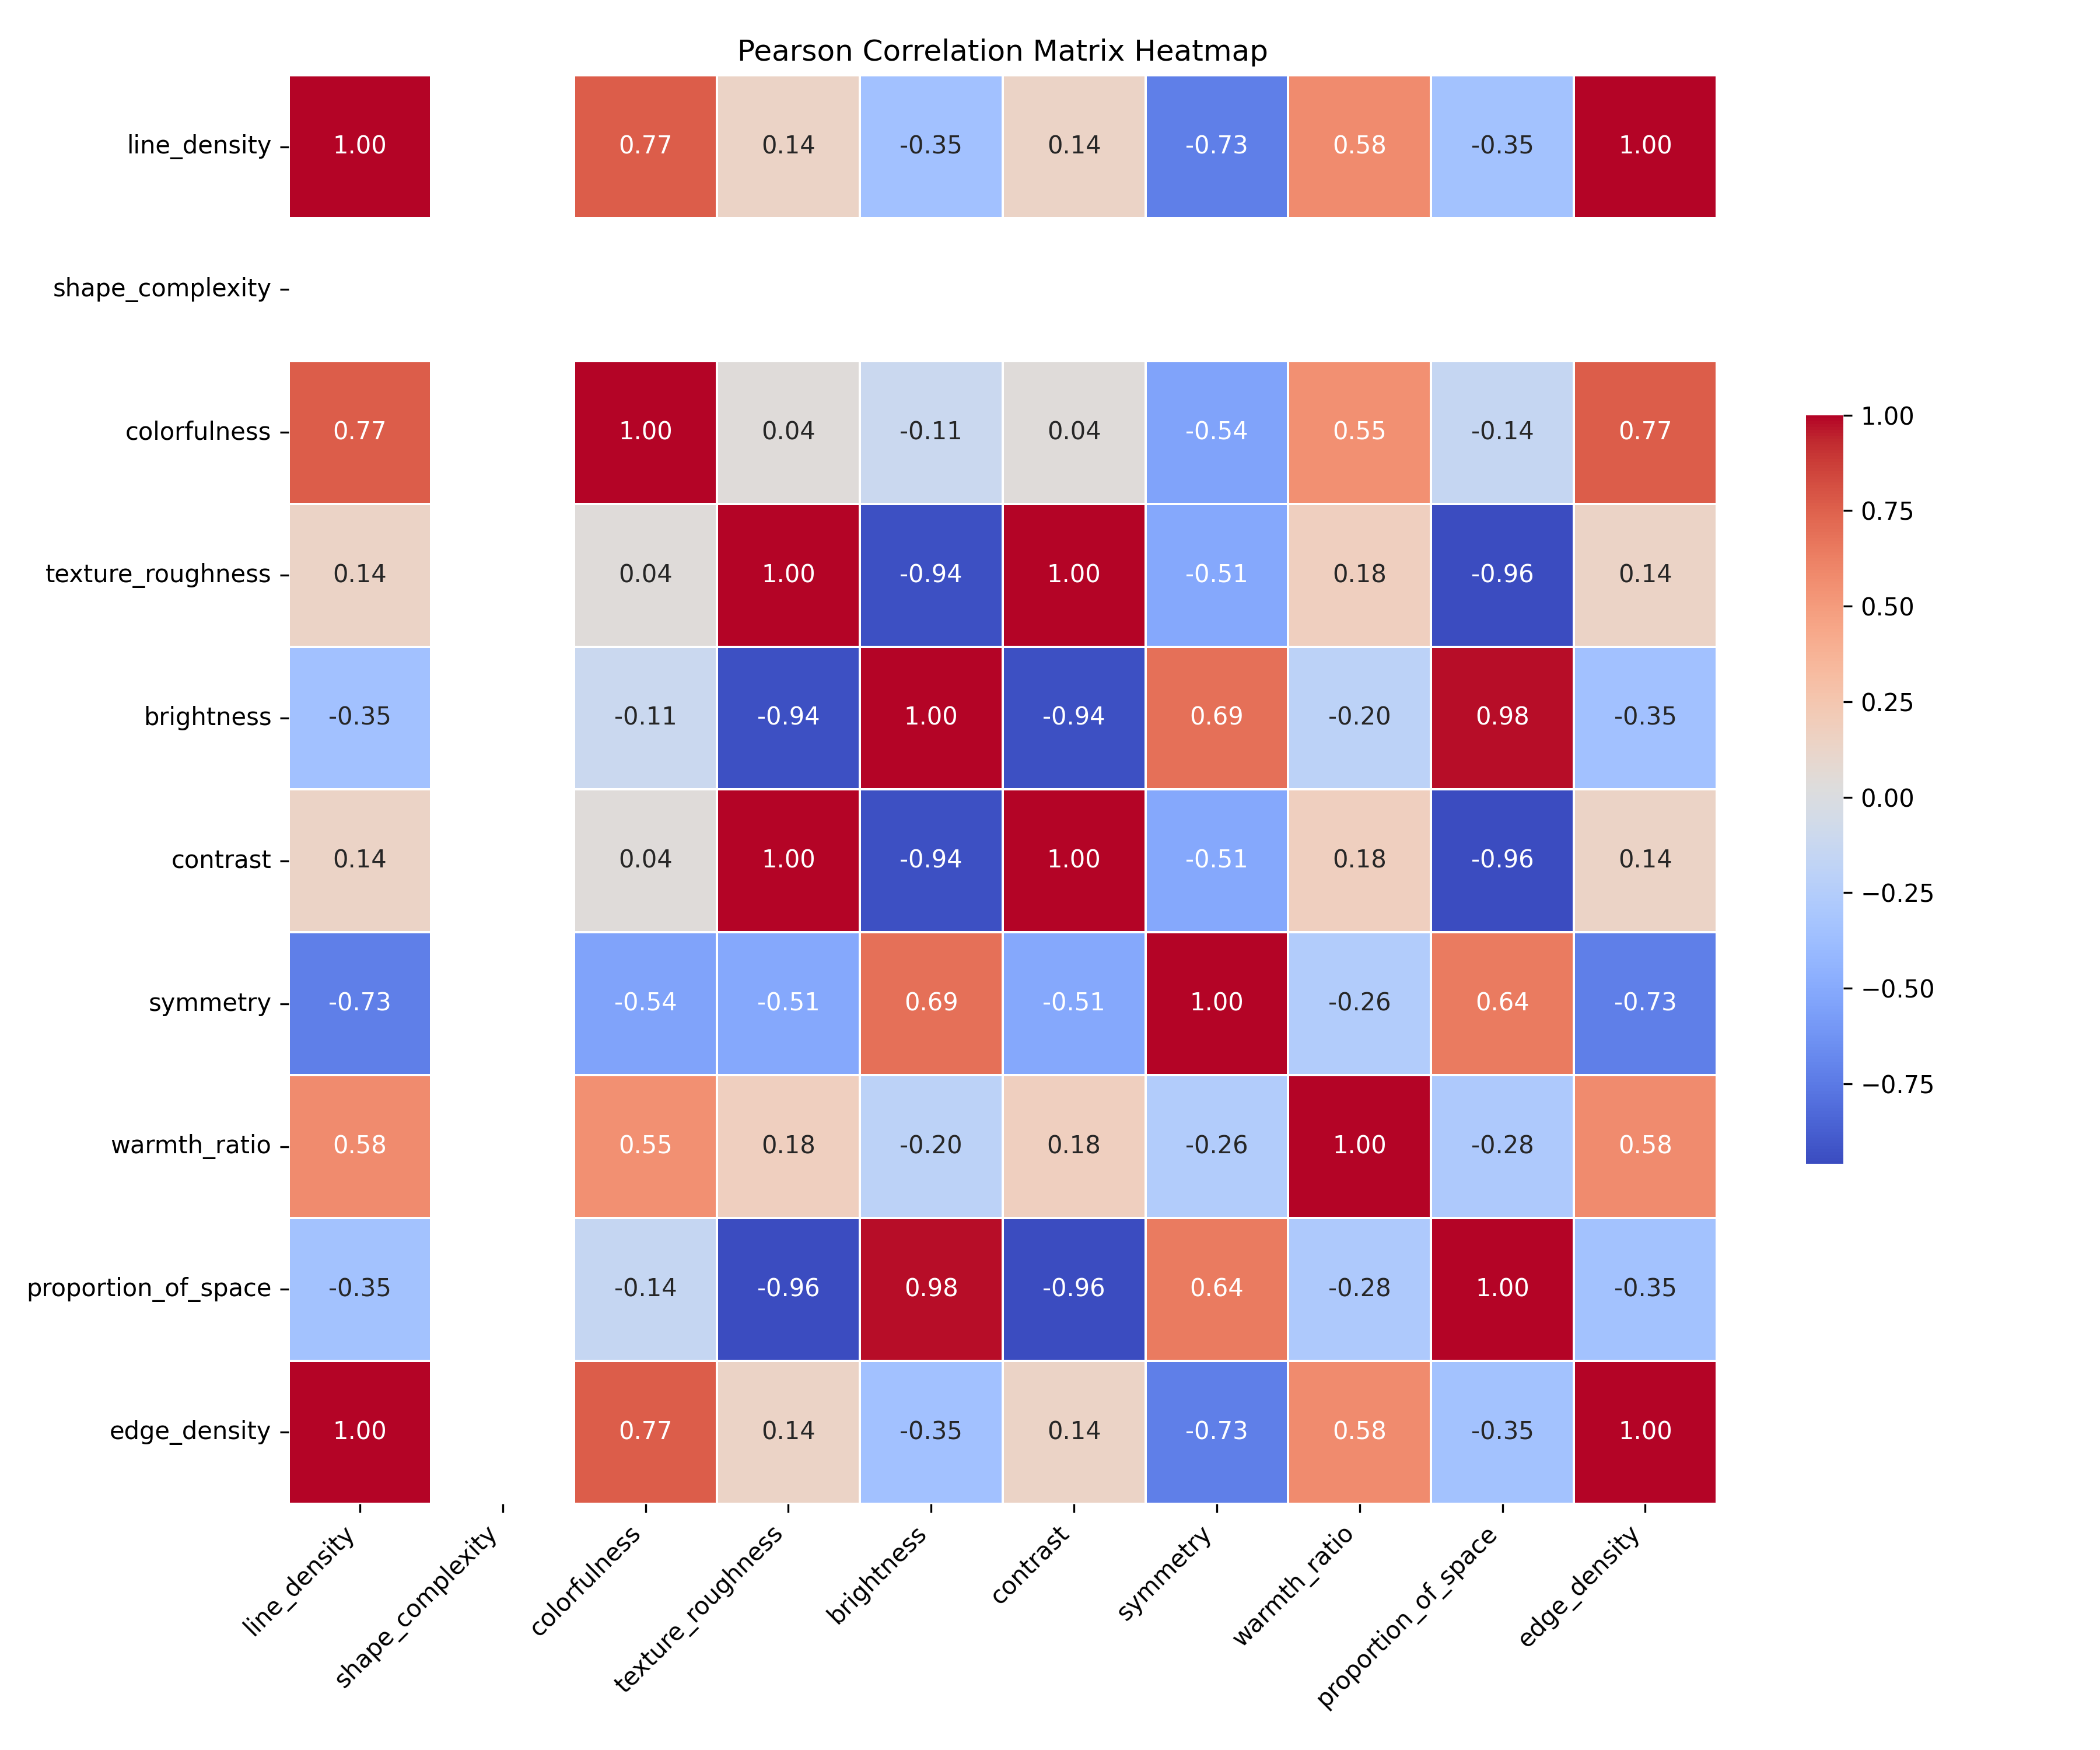 Pearson Correlation Matrix Heatmap
line_density 1.00 0.77 0.14 -0.35 0.14 -0.73 0.58 -0.35 1.00
shape_complexity
colorfulness 0.77 1.00 0.04 -0.11 0.04 -0.54 0.55 -0.14 0.77
texture_roughness 0.14 0.04 1.00 -0.94 1.00 -0.51 0.18 -0.96 0.14
brightness -0.35 -0.11 -0.94 1.00 -0.94 0.69 -0.20 0.98 -0.35
contrast 0.14 0.04 1.00 -0.94 1.00 -0.51 0.18 -0.96 0.14
symmetry -0.73 -0.54 -0.51 0.69 -0.51 1.00 -0.26 0.64 -0.73
warmth_ratio 0.58 0.55 0.18 -0.20 0.18 -0.26 1.00 -0.28 0.58
proportion_of_space -0.35 -0.14 -0.96 0.98 -0.96 0.64 -0.28 1.00 -0.35
edge_density 1.00 0.77 0.14 -0.35 0.14 -0.73 0.58 -0.35 1.00
line_density shape_complexity colorfulness texture_roughness brightness contrast symmetry warmth_ratio proportion_of_space edge_density
1.00
0.75
0.50
0.25
0.00
−0.25
−0.50
−0.75